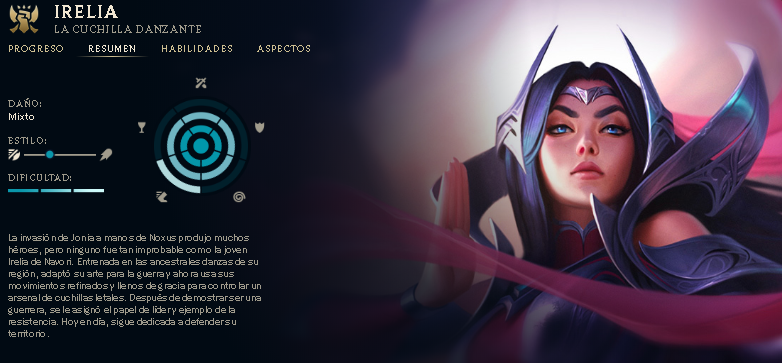 IRELIA
LA CUCHILLA DANZANTE
PROGRESO RESUMEN HABILIDADES ASPECTOS
DAÑO:
Mixto
ESTILO:
DIFICULTAD:
La invasión de Jonia a manos de Noxus produjo muchos
héroes, pero ninguno fue tan improbable como la joven
Irelia de Navori. Entrenada en las ancestrales danzas de su
región, adaptó su arte para la guerra y ahora usa sus
movimientos refinados y llenos de gracia para controlar un
arsenal de cuchillas letales. Después de demostrar ser una
guerrera, se le asignó el papel de líder y ejemplo de la
resistencia. Hoy en día, sigue dedicada a defender su
territorio.